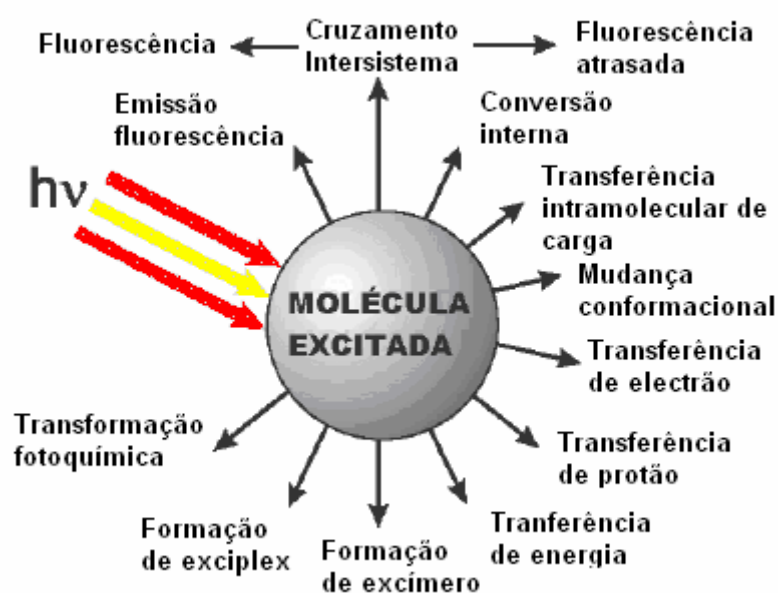 Fluorescência
Cruzamento
Intersistema
Fluorescência
atrasada
Emissão
fluorescência
Conversão
interna
hν
Transferência
intramolecular de
carga
Mudança
conformacional
MOLÉCULA
EXCITADA
Transferência
de electrão
Transformação
fotoquímica
Transferência
de protão
Formação
de exciplex
Formação
de excímero
Tranferência
de energia